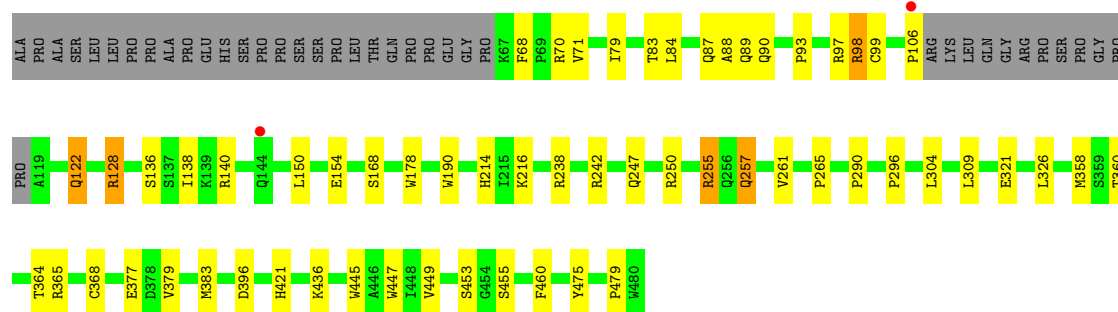 ALA PRO ALA SER LEU LEU PRO PRO ALA PRO GLU HIS SER PRO PRO SER SER PRO LEU THR GLN PRO PRO GLU GLY PRO K67 F68 P69 R70 V71 I79 T83 L84 Q87 A88 Q89 Q90 P93 R97 R98 C99 P106 ARG LYS LEU GLN GLY ARG PRO SER PRO GLY PRO
PRO A119 Q122 R128 S136 S137 I138 K139 R140 Q144 L150 E154 S168 W178 W190 H214 I215 K216 R238 R242 Q247 R250 R255 Q256 Q257 V261 P265 P290 P296 L304 L309 E321 L326 M358 S359 T360
T364 R365 C368 E377 D378 V379 M383 D396 H421 K436 W445 A446 W447 I448 V449 S453 G454 S455 F460 Y475 P479 W480